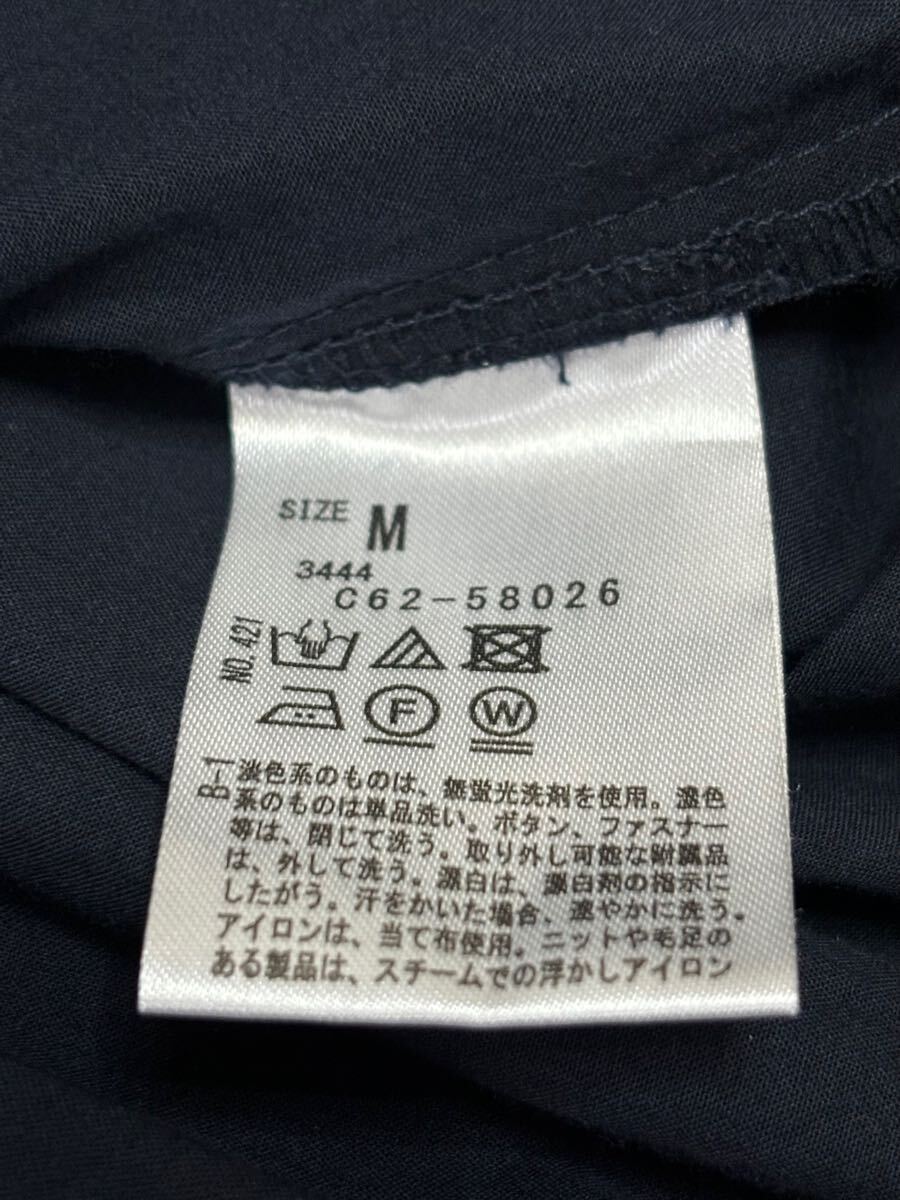 SIZE M
3444
C62-58026
NO. 421
F W
B-1
淡色系のものは、無蛍光洗剤を使用。濃色
系のものは単品洗い。ボタン、ファスナー
等は、閉じて洗う。取り外し可能な附属品
は、外して洗う。漂白は、漂白剤の指示に
したがう。汗をかいた場合、速やかに洗う。
アイロンは、当て布使用。ニットや毛足の
ある製品は、スチームでの浮かしアイロン